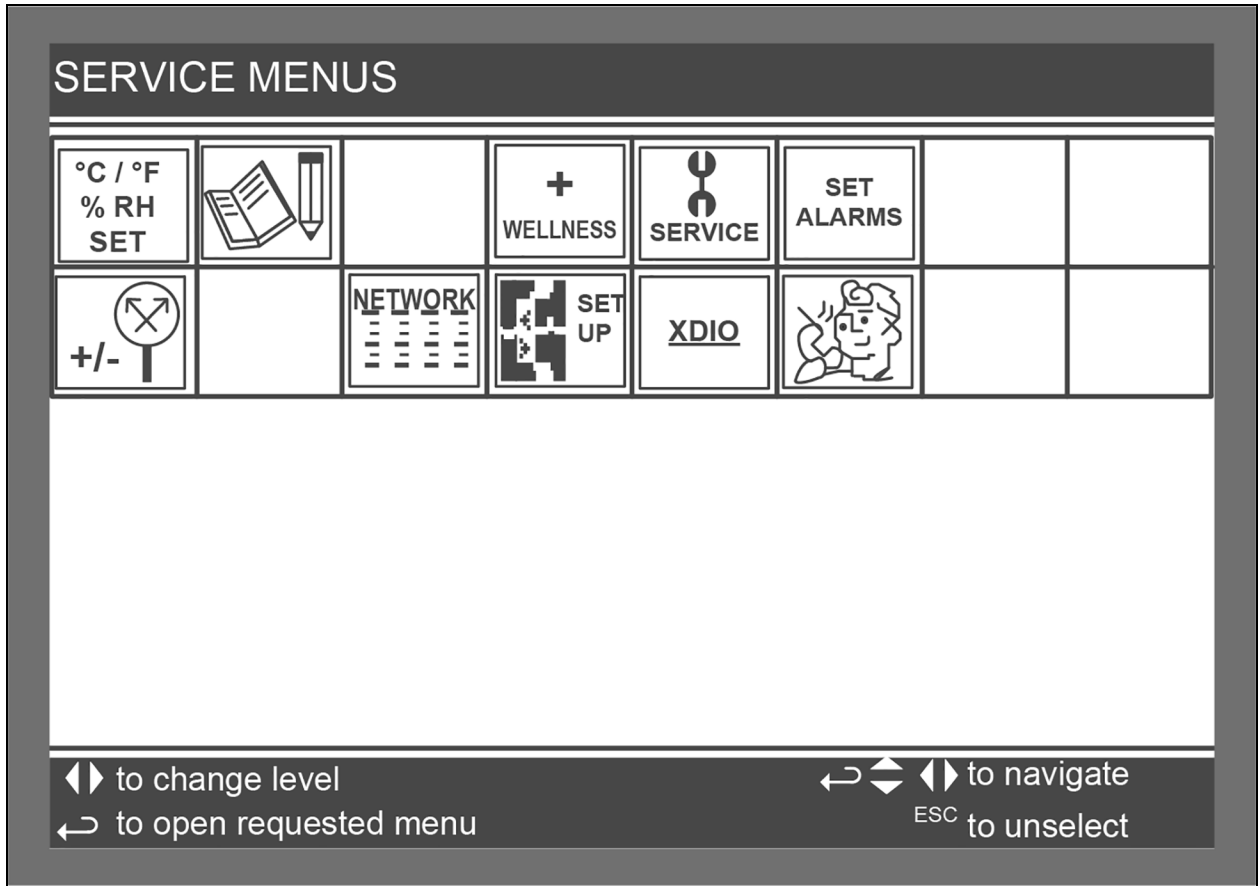 SERVICE MENUS
°C / °F
% RH
SET
+
WELLNESS
SERVICE
SET
ALARMS
+/-
NETWORK
SET
UP
XDIO
to change level
to open requested menu
to navigate
ESC to unselect